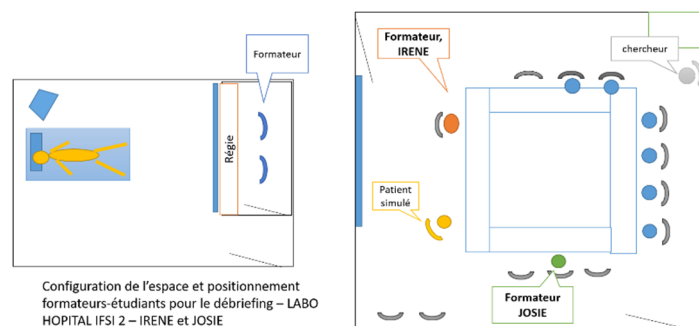 Formateur
Régie
Configuration de l'espace et positionnement
formateurs-étudiants pour le débriefing – LABO
HOPITAL IFSI 2 – IRENE et JOSIE
Formateur,
IRENE
chercheur
Patient
simulé
Formateur
JOSIE